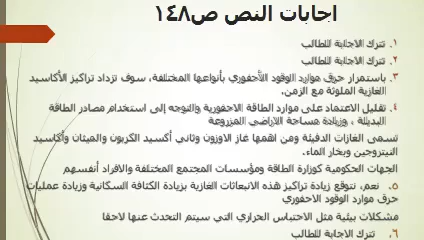 اجابات النص ص١٤٨
١. تترك الاجابة للطالب
٢. تترك الاجابة للطالب
٣. باستمرار حرق موارد الوقود الأحفوري بأنواعها المختلفة، سوف تزداد تراكيز الأكاسيد
الغازية الملوثة مع الزمن.
٤. تقليل الاعتماد على موارد الطاقة الاحفورية والتوجه إلى استخدام مصادر الطاقة
البديلة ، وزيادة مساحة الاراضي المزروعة
تسمى الغازات الدفيئة ومن اهمها غاز الاوزون وثاني أكسيد الكربون والميثان وأكاسيد
النيتروجين وبخار الماء.
الجهات الحكومية كوزارة الطاقة ومؤسسات المجتمع المختلفة والافراد أنفسهم
٥. نعم، نتوقع زيادة تراكيز هذه الانبعاثات الغازية بزيادة الكثافة السكانية وزيادة عمليات
حرق موارد الوقود الاحفوري
مشكلات بيئية مثل الاحتباس الحراري التي سيتم التحدث عنها لاحقا
٦. تترك الاجابة للطالب